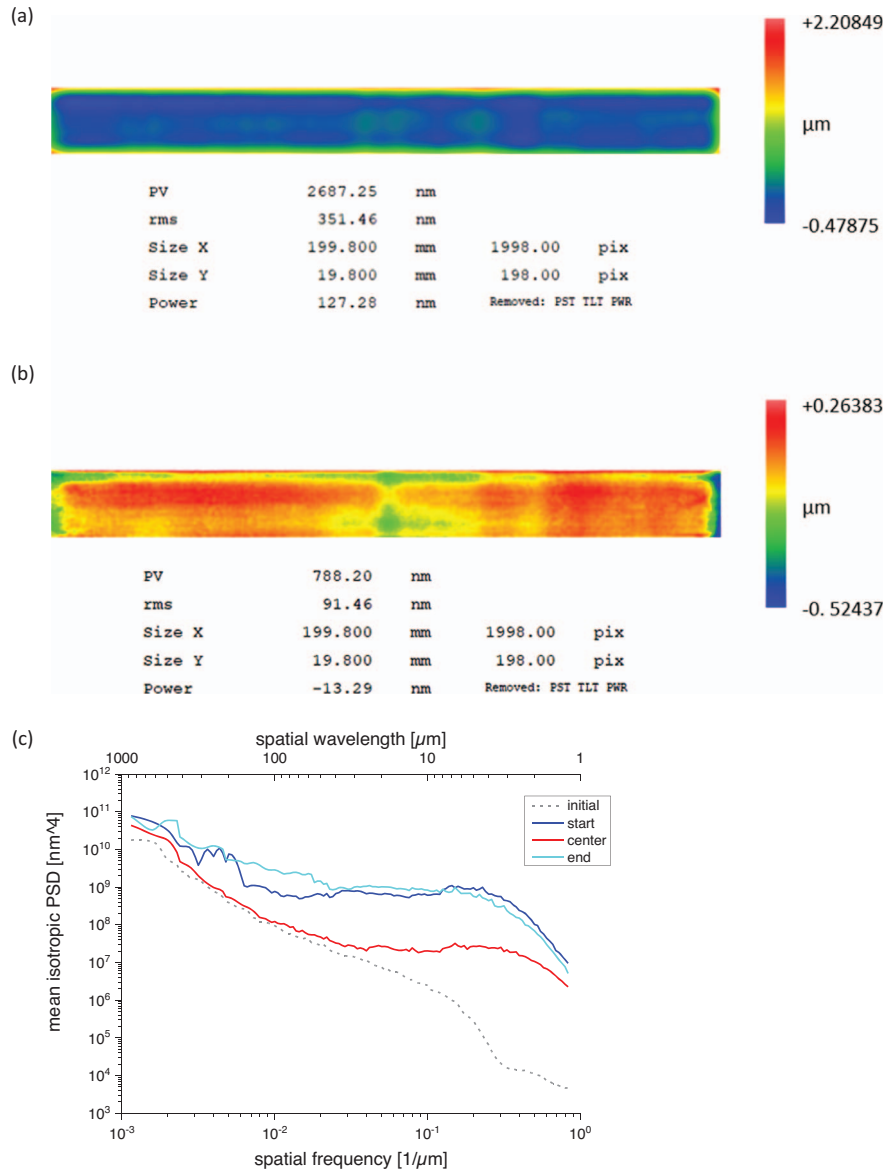 (a)
+2.20849
µm
-0.47875
PV 2687.25 nm
rms 351.46 nm
Size X 199.800 mm 1998.00 pix
Size Y 19.800 mm 198.00 pix
Power 127.28 nm Removed: PST TLT PWR
(b)
+0.26383
µm
-0.52437
PV 788.20 nm
rms 91.46 nm
Size X 199.800 mm 1998.00 pix
Size Y 19.800 mm 198.00 pix
Power -13.29 nm Removed: PST TLT PWR
(c)
spatial wavelength [µm]
1000 100 10 1
mean isotropic PSD [nm^4]
10^12
10^11
10^10
10^9
10^8
10^7
10^6
10^5
10^4
10^3
initial
start
center
end
10^-3 10^-2 10^-1 10^0
spatial frequency [1/µm]